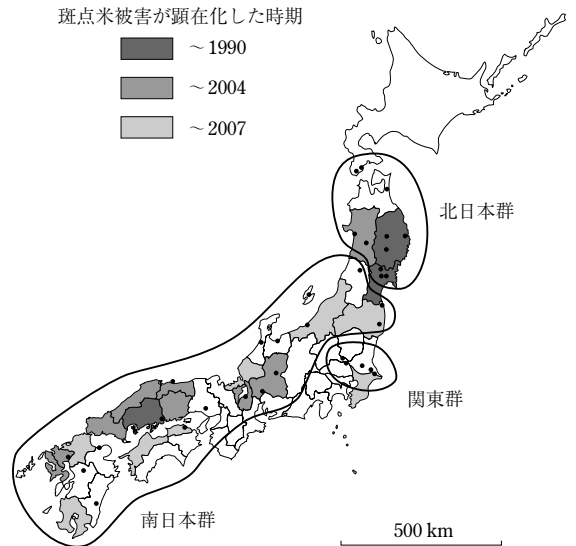 斑点米被害が顕在化した時期
～1990
～2004
～2007
北日本群
関東群
南日本群
500 km